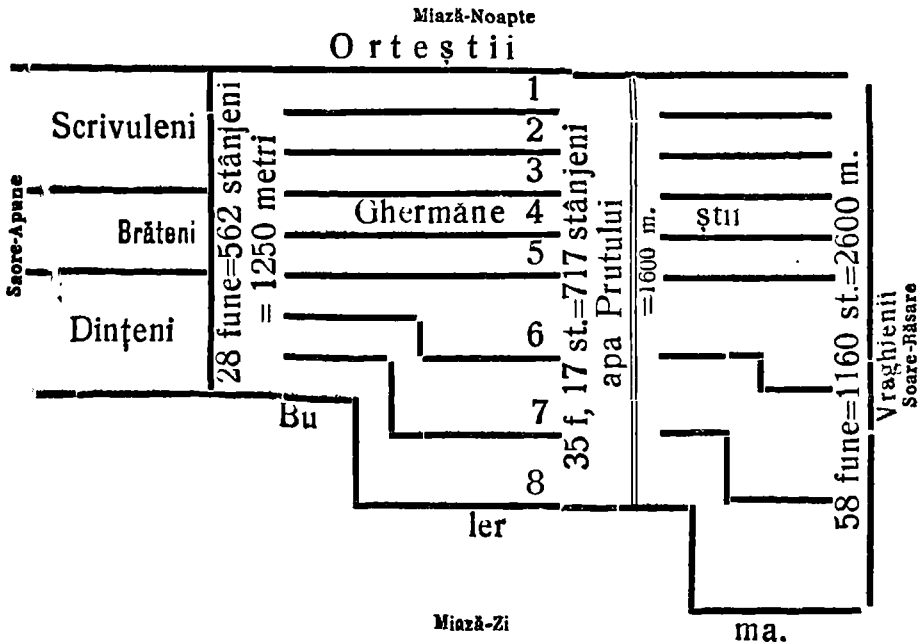 Miază-Noapte
Orteștii
Scrivuleni
Brăteni
Dințeni
Saore-Apune
28 fune=562 stânjeni
= 1250 metri
1
2
3
Ghermăne 4
5
6
7
8
Bu
ler
35 f, 17 st.=717 stânjeni
apa Prutului
=1600 m.
știi
58 fune=1160 st.=2600 m.
Vraghienii
Soare-Răsare
Miază-Zi
ma.